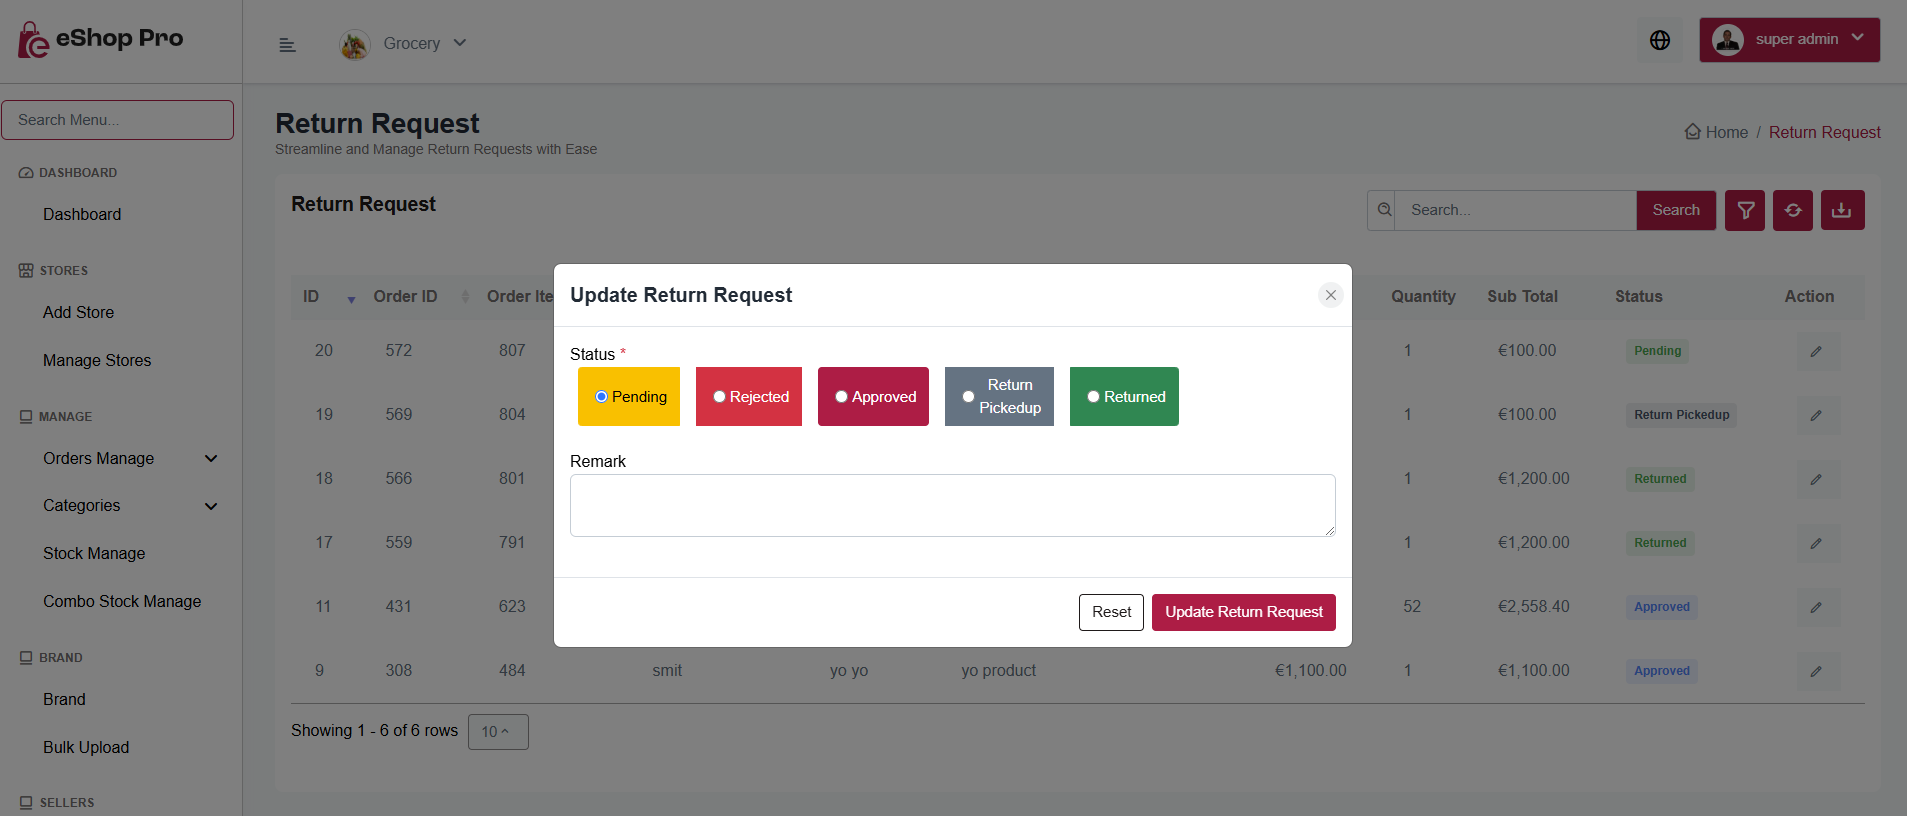 eShop Pro
Grocery
super admin
Search Menu...
DASHBOARD
Dashboard
STORES
Add Store
Manage Stores
MANAGE
Orders Manage
Categories
Stock Manage
Combo Stock Manage
BRAND
Brand
Bulk Upload
SELLERS
Return Request
Streamline and Manage Return Requests with Ease
Home / Return Request
Return Request
Search...
Search
ID Order ID Order Ite Quantity Sub Total Status Action
20 572 807 1 €100.00 Pending
19 569 804 1 €100.00 Return Pickedup
18 566 801 1 €1,200.00 Returned
17 559 791 1 €1,200.00 Returned
11 431 623 52 €2,558.40 Approved
9 308 484 smit yo yo yo product €1,100.00 1 €1,100.00 Approved
Showing 1 - 6 of 6 rows 10
Update Return Request
Status *
Pending
Rejected
Approved
Return
Pickedup
Returned
Remark
Reset
Update Return Request